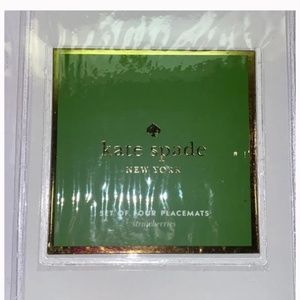 kate spade
NEW YORK
SET OF FOUR PLACEMATS
strawberries